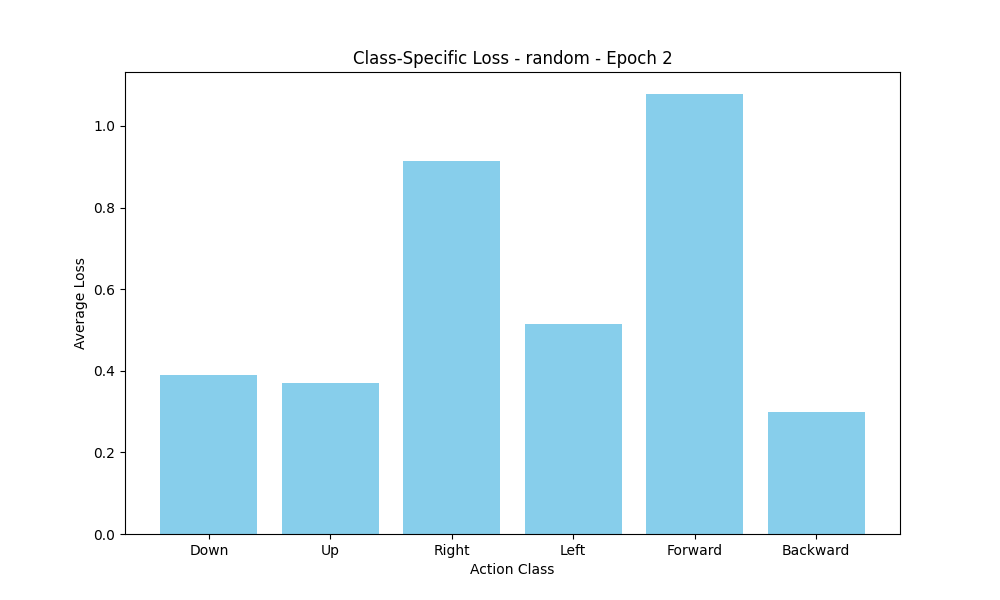 Class-Specific Loss - random - Epoch 2
Average Loss
1.0
0.8
0.6
0.4
0.2
0.0
Down Up Right Left Forward Backward
Action Class